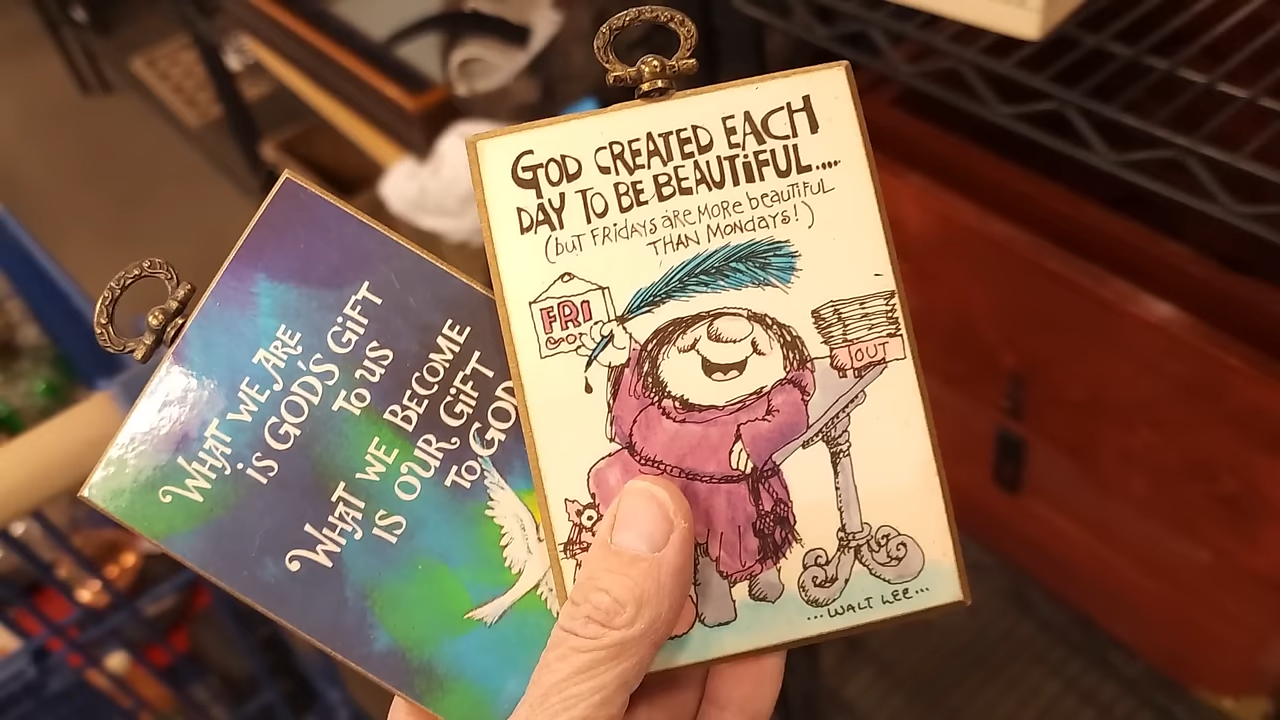 WHAT WE ARE
iS GOD'S GiFT
To US
WHAT WE BECOME
IS OUR GiFT
To GOD
GOD CREATED EACH
DAY TO BE BEAUTiFUL....
(buT FRidAYS ARE MORE beauTiFUL
THAN MONdAYS!)
FRI
OUT
...WALT LEE...